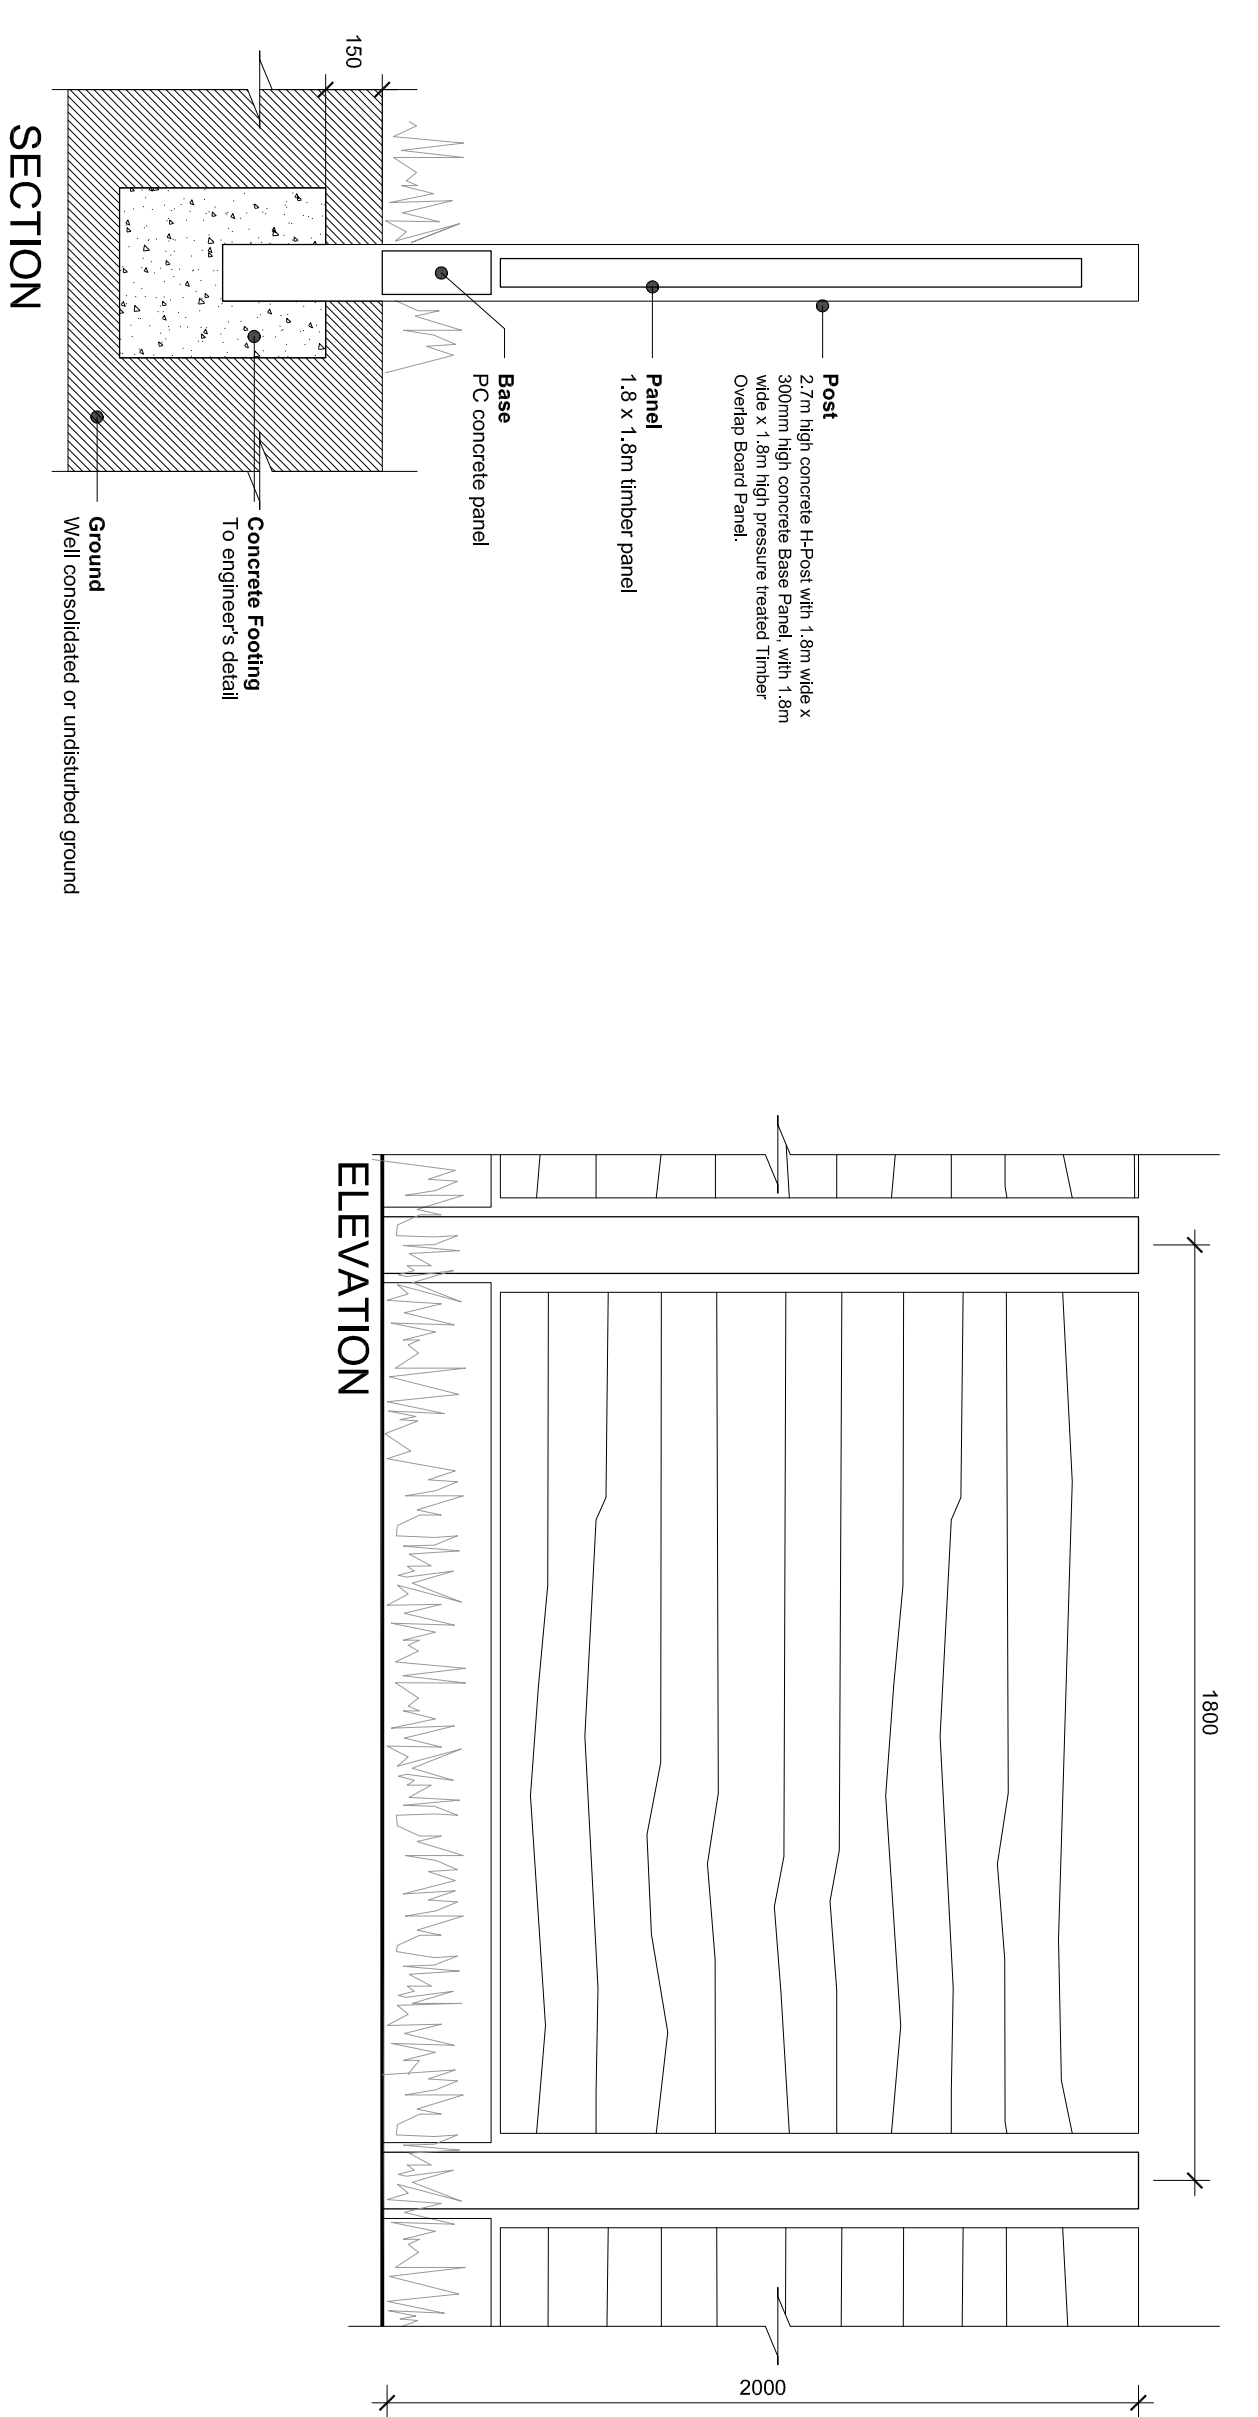 Post
2.7m high concrete H-Post with 1.8m wide x
300mm high concrete Base Panel, with 1.8m
wide x 1.8m high pressure treated Timber
Overlap Board Panel.
Panel
1.8 x 1.8m timber panel
Base
PC concrete panel
150
Concrete Footing
To engineer's detail
Ground
Well consolidated or undisturbed ground
SECTION
1800
2000
ELEVATION